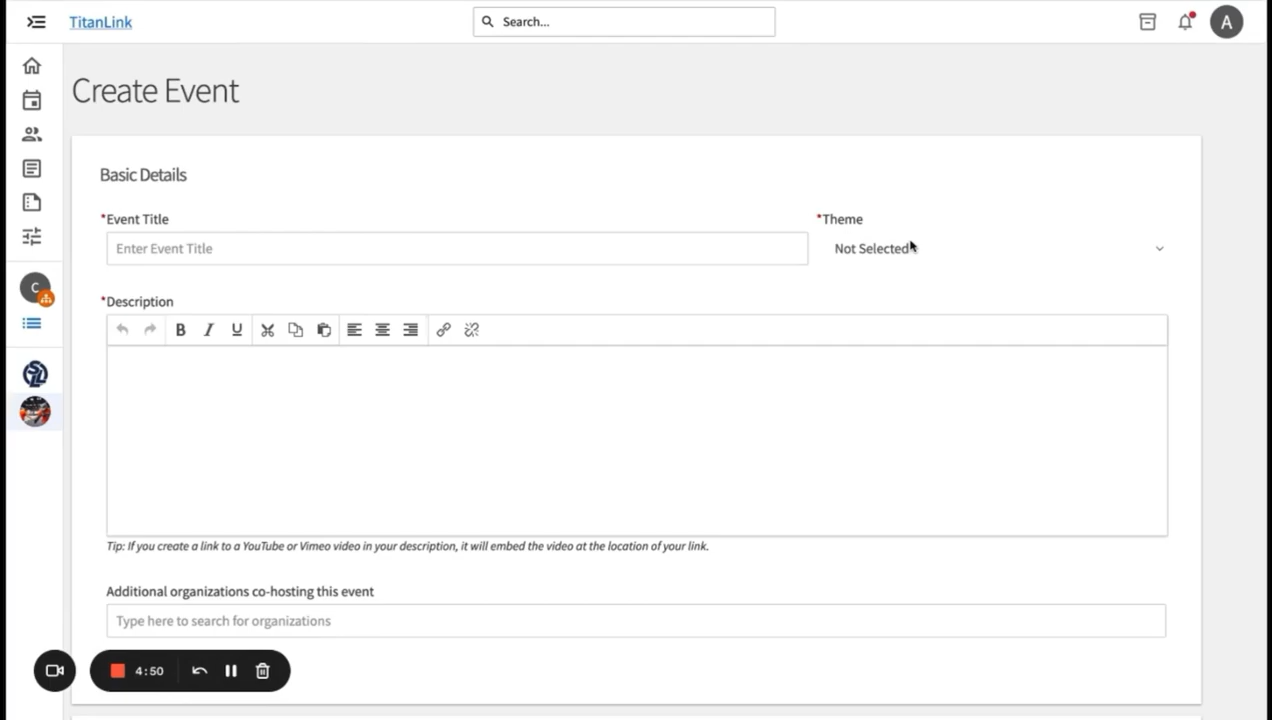 TitanLink
Search...
A
Create Event
Basic Details
*Event Title
*Theme
Enter Event Title
Not Selected
*Description
B I U
Tip: If you create a link to a YouTube or Vimeo video in your description, it will embed the video at the location of your link.
Additional organizations co-hosting this event
Type here to search for organizations
C
4:50